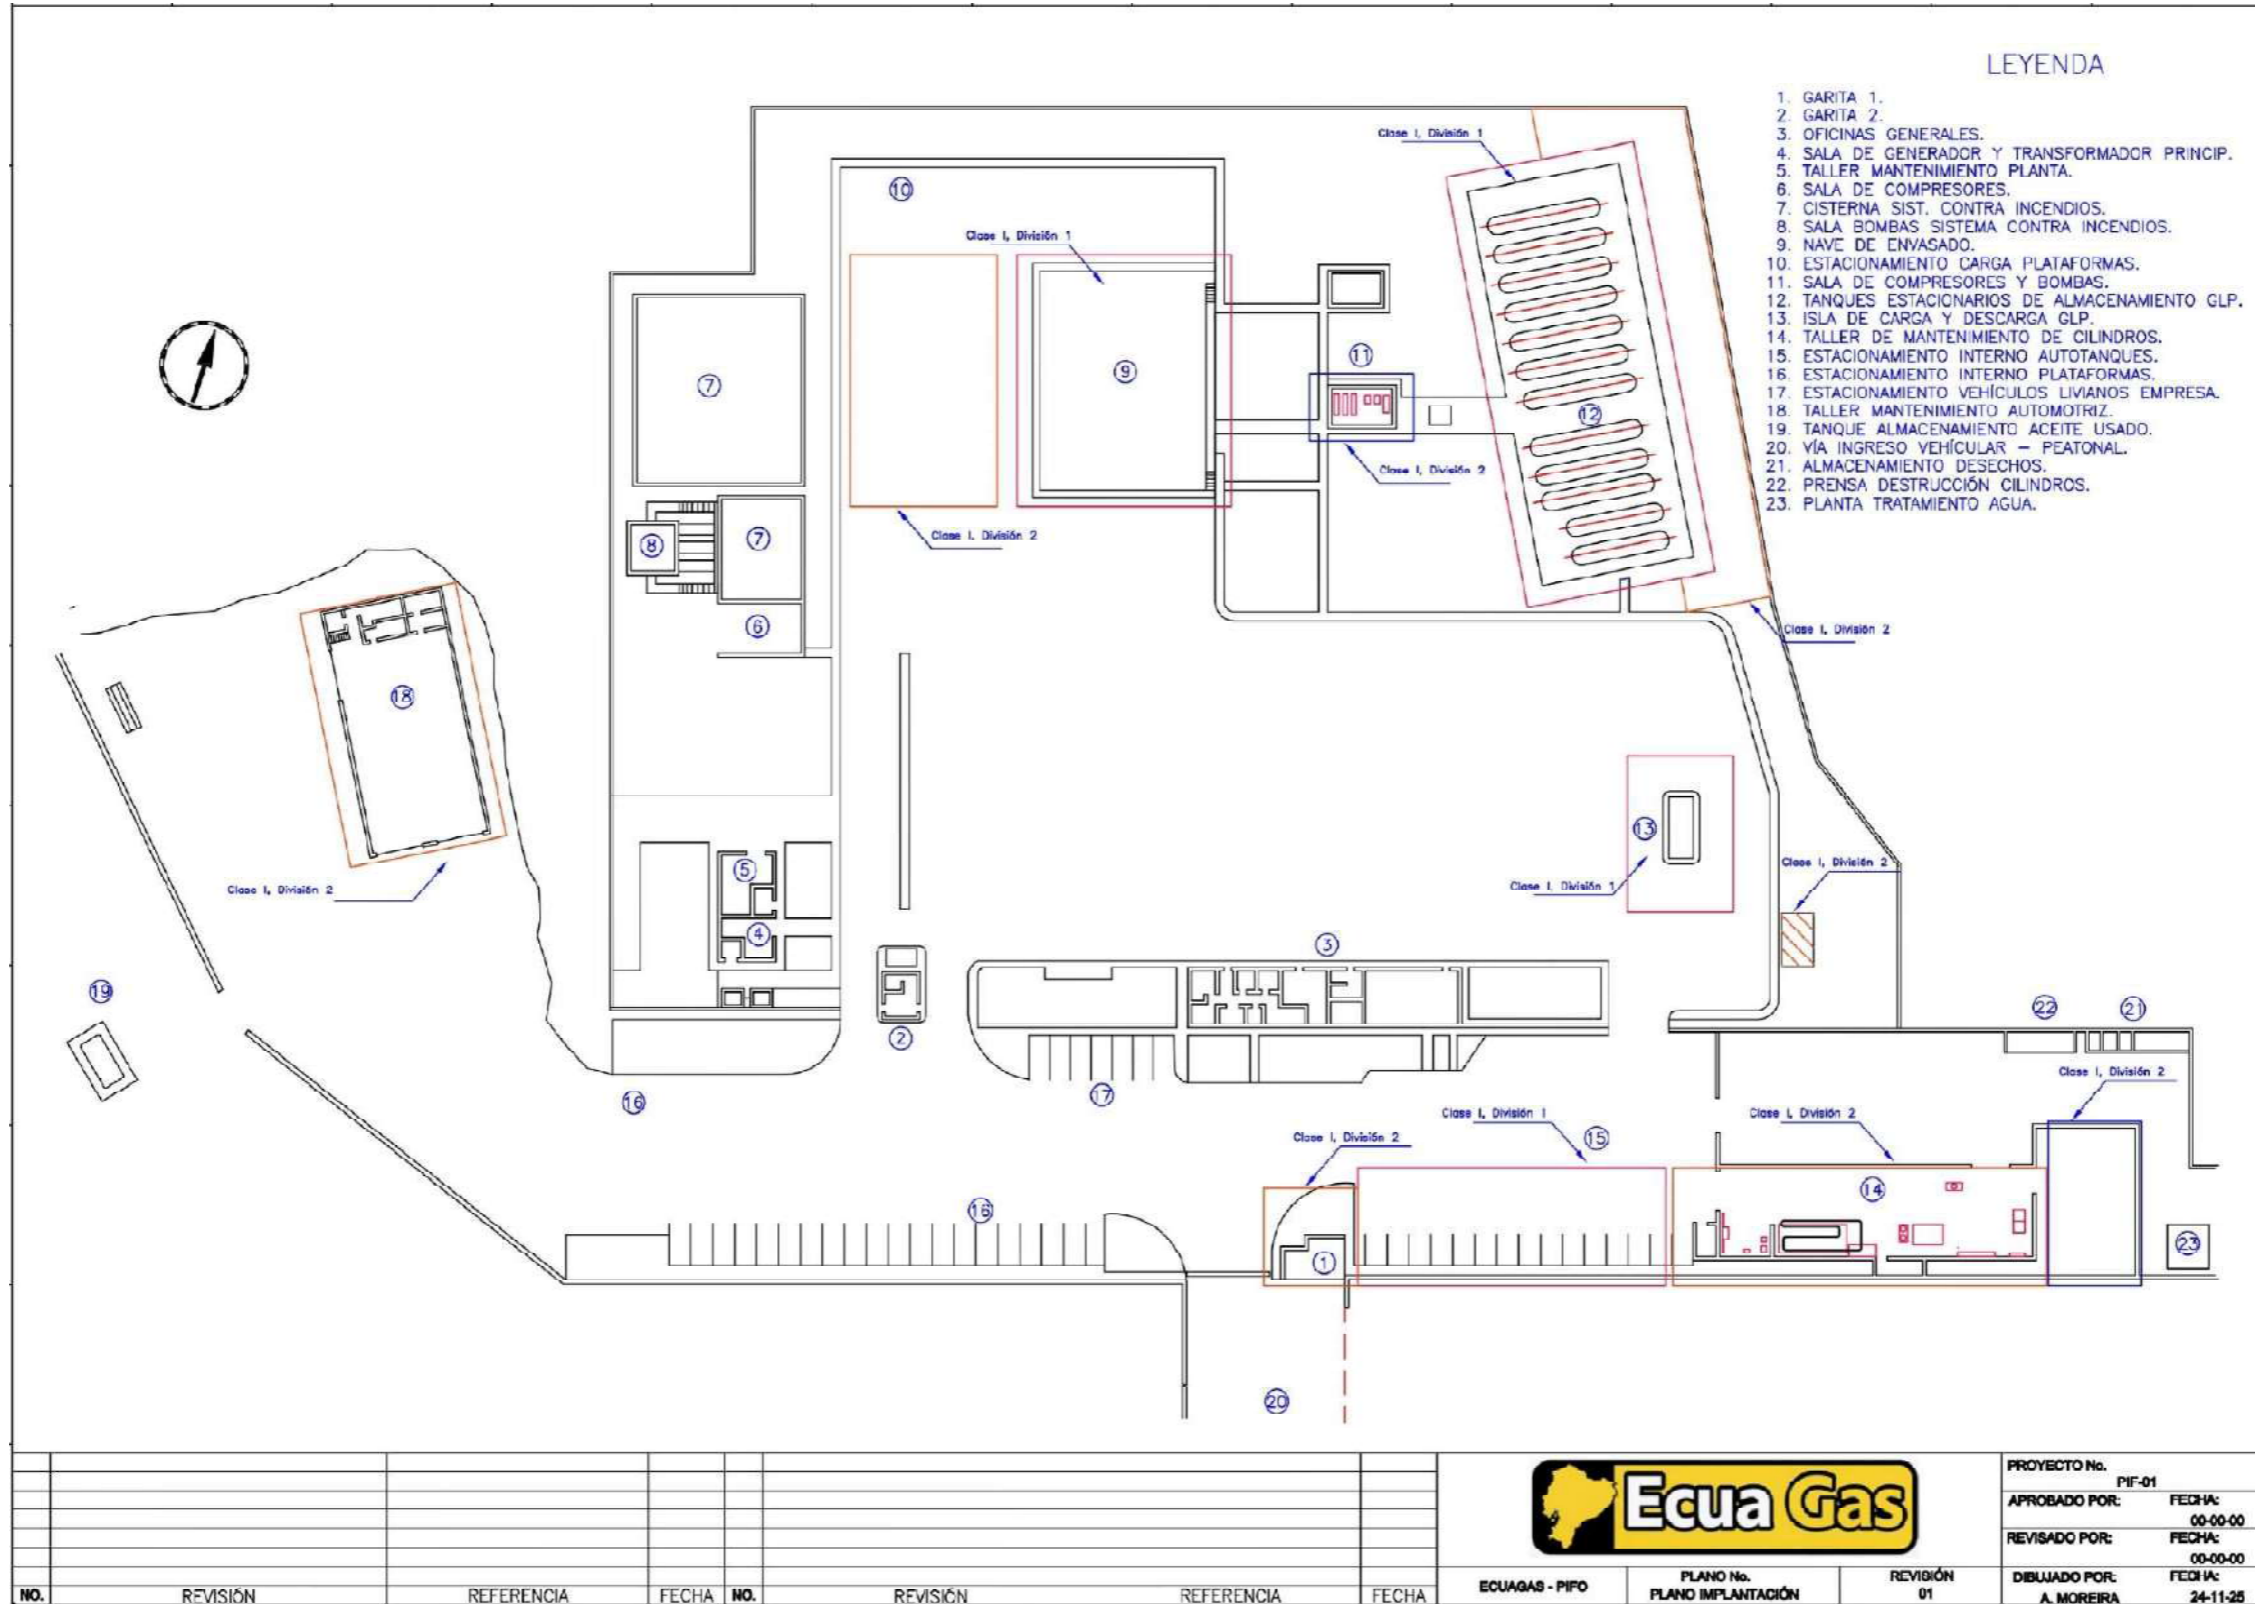 LEYENDA
1. GARITA 1.
2. GARITA 2.
3. OFICINAS GENERALES.
4. SALA DE GENERADOR Y TRANSFORMADOR PRINCIP.
5. TALLER MANTENIMIENTO PLANTA.
6. SALA DE COMPRESORES.
7. CISTERNA SIST. CONTRA INCENDIOS.
8. SALA BOMBAS SISTEMA CONTRA INCENDIOS.
9. NAVE DE ENVASADO.
10. ESTACIONAMIENTO CARGA PLATAFORMAS.
11. SALA DE COMPRESORES Y BOMBAS.
12. TANQUES ESTACIONARIOS DE ALMACENAMIENTO GLP.
13. ISLA DE CARGA Y DESCARGA GLP.
14. TALLER DE MANTENIMIENTO DE CILINDROS.
15. ESTACIONAMIENTO INTERNO AUTOTANQUES.
16. ESTACIONAMIENTO INTERNO PLATAFORMAS.
17. ESTACIONAMIENTO VEHÍCULOS LIVIANOS EMPRESA.
18. TALLER MANTENIMIENTO AUTOMOTRIZ.
19. TANQUE ALMACENAMIENTO ACEITE USADO.
20. VÍA INGRESO VEHÍCULAR – PEATONAL.
21. ALMACENAMIENTO DESECHOS.
22. PRENSA DESTRUCCIÓN CILINDROS.
23. PLANTA TRATAMIENTO AGUA.
Clase I, División 1
10
Clase I, División 1
11
9
7
12
Clase I, División 2
Clase I, División 2
8
7
6
Clase I, División 2
18
13
Clase I, División 2
5
Clase I, División 1
Clase I, División 2
4
3
19
22
21
2
Clase I, División 2
17
16
Clase I, División 1
Clase I, División 2
Clase I, División 2
15
14
16
23
1
20
Ecua Gas
PROYECTO No.
PIF-01
APROBADO POR:
FECHA:
00-00-00
REVISADO POR:
FECHA:
00-00-00
NO.
REVISIÓN
REFERENCIA
FECHA
NO.
REVISIÓN
REFERENCIA
FECHA
ECUAGAS - PIFO
PLANO No.
PLANO IMPLANTACIÓN
REVISIÓN
01
DIBUJADO POR:
A. MOREIRA
FECHA:
24-11-25